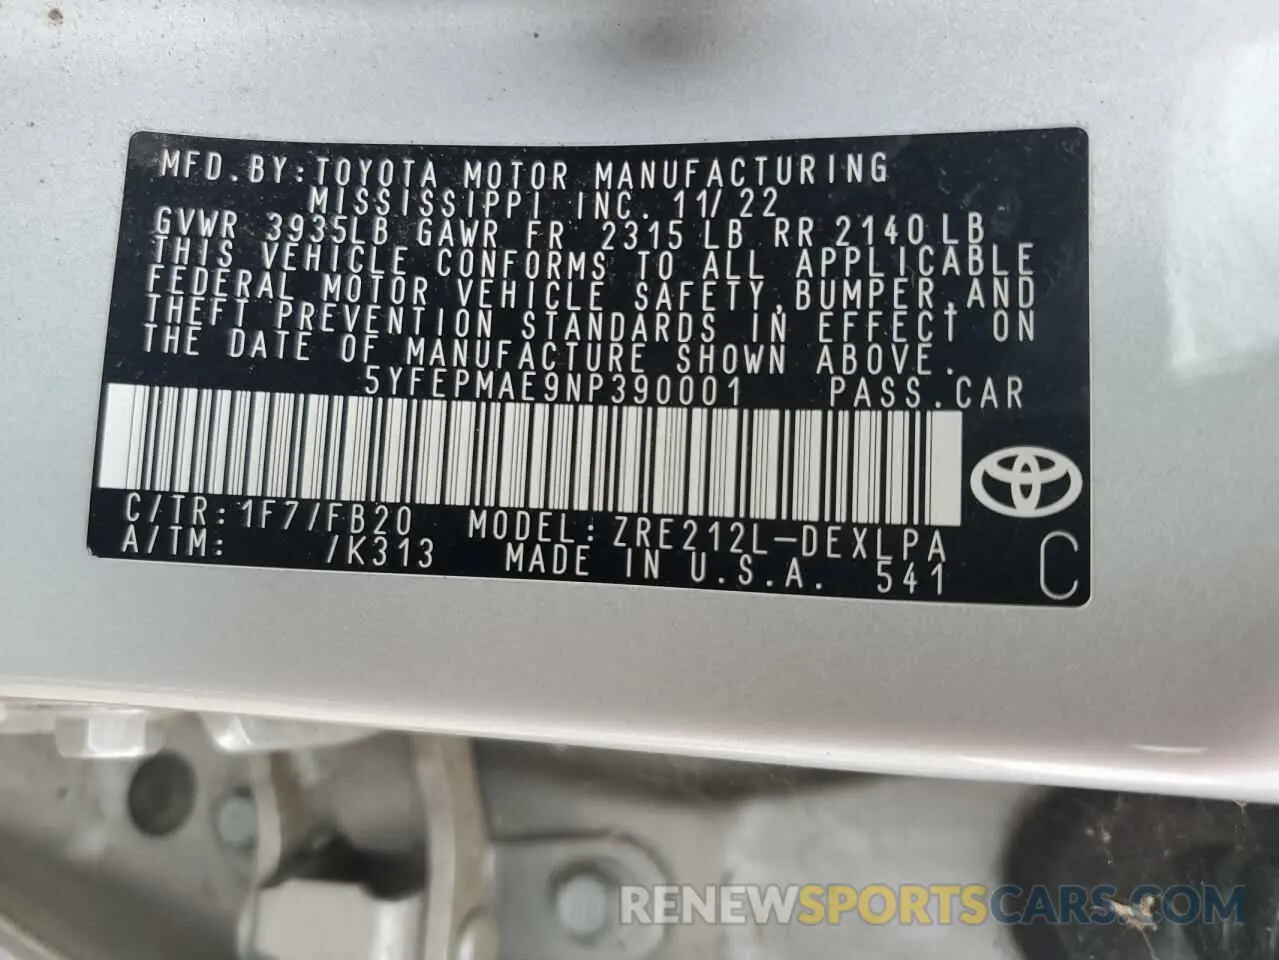 MFD.BY:TOYOTA MOTOR MANUFACTURING
MISSISSIPPI INC. 11/22
GVWR 3935LB GAWR FR 2315 LB RR 2140 LB
THIS VEHICLE CONFORMS TO ALL APPLICABLE
FEDERAL MOTOR VEHICLE SAFETY,BUMPER,AND
THEFT PREVENTION STANDARDS IN EFFECT ON
THE DATE OF MANUFACTURE SHOWN ABOVE.
5YFEPMAE9NP390001 PASS.CAR
C/TR:1F7/FB20 MODEL:ZRE212L-DEXLPA
A/TM: /K313 MADE IN U.S.A. 541 C
RENEWSPORTSCARS.COM